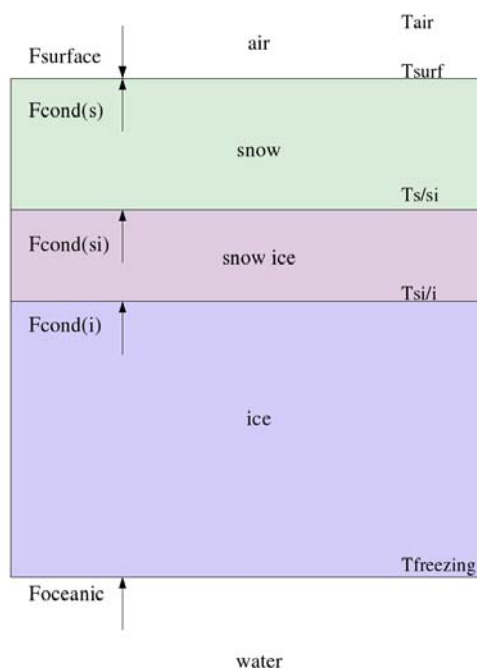 Tair
air
Fsurface
Tsurf
Fcond(s)
snow
Ts/si
Fcond(si)
snow ice
Tsi/i
Fcond(i)
ice
Tfreezing
Foceanic
water